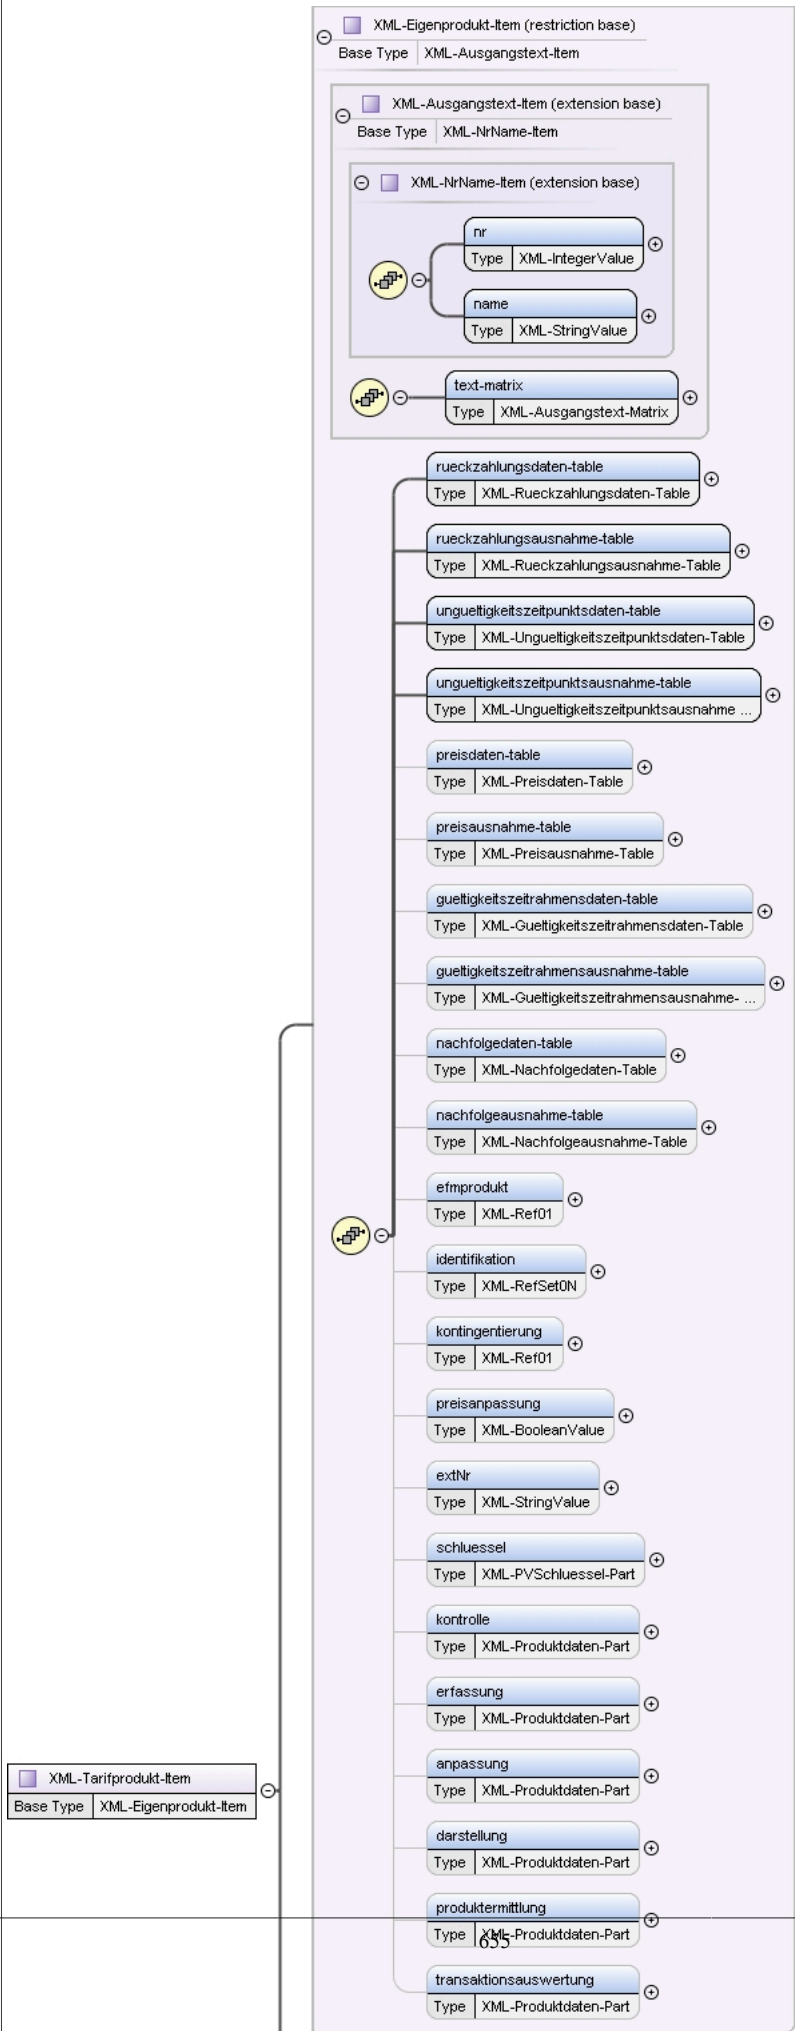 XML-Eigenprodukt-Item (restriction base)
Base Type XML-Ausgangstext-Item
XML-Ausgangstext-Item (extension base)
Base Type XML-NrName-Item
XML-NrName-Item (extension base)
nr
Type XML-IntegerValue
name
Type XML-StringValue
text-matrix
Type XML-Ausgangstext-Matrix
rueckzahlungsdaten-table
Type XML-Rueckzahlungsdaten-Table
rueckzahlungsausnahme-table
Type XML-Rueckzahlungsausnahme-Table
ungueltigkeitszeitpunktsdaten-table
Type XML-Ungueltigkeitszeitpunktsdaten-Table
ungueltigkeitszeitpunktsausnahme-table
Type XML-Ungueltigkeitszeitpunktsausnahme ...
preisdaten-table
Type XML-Preisdaten-Table
preisausnahme-table
Type XML-Preisausnahme-Table
gueltigkeitszeitrahmensdaten-table
Type XML-Gueltigkeitszeitrahmensdaten-Table
gueltigkeitszeitrahmensausnahme-table
Type XML-Gueltigkeitszeitrahmensausnahme- ...
nachfolgedaten-table
Type XML-Nachfolgedaten-Table
nachfolgeausnahme-table
Type XML-Nachfolgeausnahme-Table
efmprodukt
Type XML-Ref01
identifikation
Type XML-RefSet0N
kontingentierung
Type XML-Ref01
preisanpassung
Type XML-BooleanValue
extNr
Type XML-StringValue
schluessel
Type XML-PVSchluessel-Part
kontrolle
Type XML-Produktdaten-Part
erfassung
Type XML-Produktdaten-Part
XML-Tarifprodukt-Item
Base Type XML-Eigenprodukt-Item
anpassung
Type XML-Produktdaten-Part
darstellung
Type XML-Produktdaten-Part
produktermittlung
Type XML-Produktdaten-Part
655
transaktionsauswertung
Type XML-Produktdaten-Part